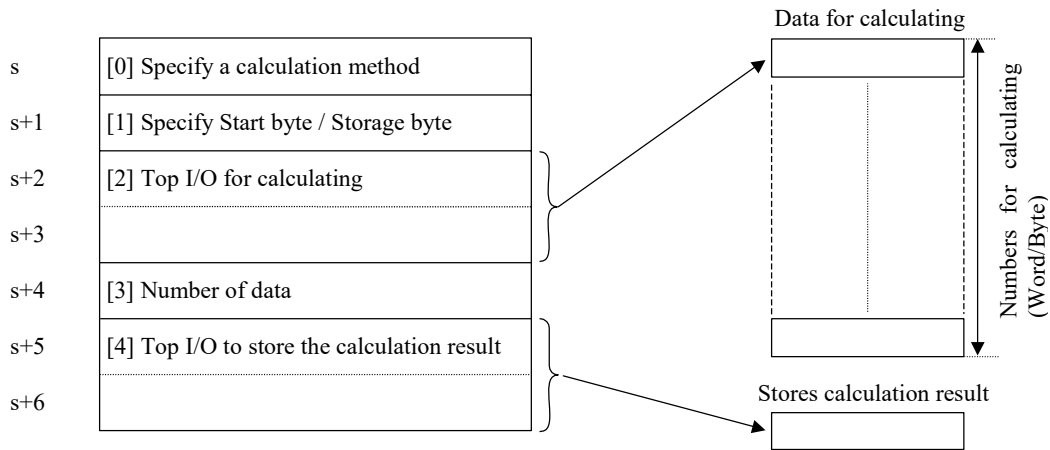 Data for calculating
s
[0] Specify a calculation method
s+1
[1] Specify Start byte / Storage byte
s+2
[2] Top I/O for calculating
s+3
s+4
[3] Number of data
s+5
[4] Top I/O to store the calculation result
s+6
Numbers for calculating
(Word/Byte)
Stores calculation result